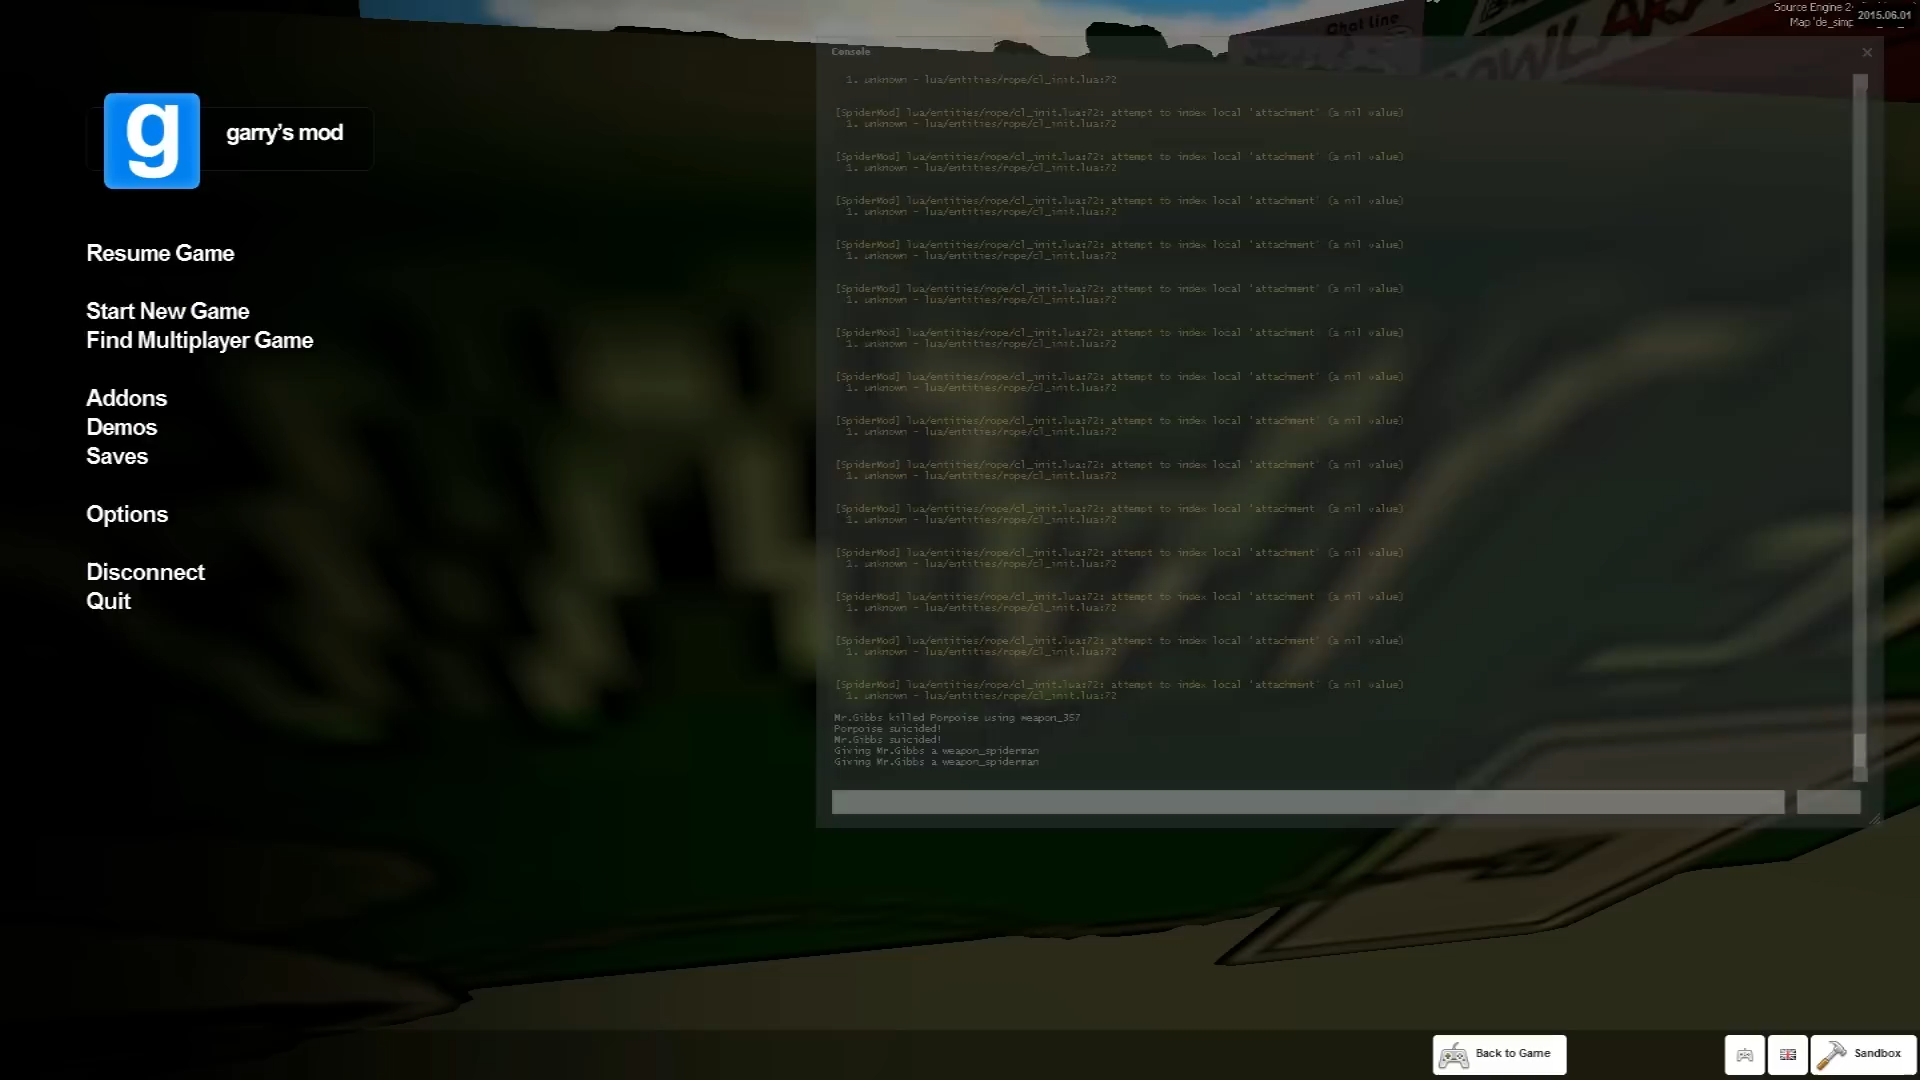 Source Engine 2
2015.06.01
Map 'de_simp
Chat line
garry's mod
Resume Game
Start New Game
Find Multiplayer Game
Addons
Demos
Saves
Options
Disconnect
Quit
Console
1. unknown - lua/entities/rope/cl_init.lua:72
[SpiderMod] lua/entities/rope/cl_init.lua:72: attempt to index local 'attachment' (a nil value)
1. unknown - lua/entities/rope/cl_init.lua:72
[SpiderMod] lua/entities/rope/cl_init.lua:72: attempt to index local 'attachment' (a nil value)
1. unknown - lua/entities/rope/cl_init.lua:72
[SpiderMod] lua/entities/rope/cl_init.lua:72: attempt to index local 'attachment' (a nil value)
1. unknown - lua/entities/rope/cl_init.lua:72
[SpiderMod] lua/entities/rope/cl_init.lua:72: attempt to index local 'attachment' (a nil value)
1. unknown - lua/entities/rope/cl_init.lua:72
[SpiderMod] lua/entities/rope/cl_init.lua:72: attempt to index local 'attachment' (a nil value)
1. unknown - lua/entities/rope/cl_init.lua:72
[SpiderMod] lua/entities/rope/cl_init.lua:72: attempt to index local 'attachment' (a nil value)
1. unknown - lua/entities/rope/cl_init.lua:72
[SpiderMod] lua/entities/rope/cl_init.lua:72: attempt to index local 'attachment' (a nil value)
1. unknown - lua/entities/rope/cl_init.lua:72
[SpiderMod] lua/entities/rope/cl_init.lua:72: attempt to index local 'attachment' (a nil value)
1. unknown - lua/entities/rope/cl_init.lua:72
[SpiderMod] lua/entities/rope/cl_init.lua:72: attempt to index local 'attachment' (a nil value)
1. unknown - lua/entities/rope/cl_init.lua:72
[SpiderMod] lua/entities/rope/cl_init.lua:72: attempt to index local 'attachment' (a nil value)
1. unknown - lua/entities/rope/cl_init.lua:72
[SpiderMod] lua/entities/rope/cl_init.lua:72: attempt to index local 'attachment' (a nil value)
1. unknown - lua/entities/rope/cl_init.lua:72
[SpiderMod] lua/entities/rope/cl_init.lua:72: attempt to index local 'attachment' (a nil value)
1. unknown - lua/entities/rope/cl_init.lua:72
[SpiderMod] lua/entities/rope/cl_init.lua:72: attempt to index local 'attachment' (a nil value)
1. unknown - lua/entities/rope/cl_init.lua:72
[SpiderMod] lua/entities/rope/cl_init.lua:72: attempt to index local 'attachment' (a nil value)
1. unknown - lua/entities/rope/cl_init.lua:72
Mr.Gibbs killed Porpoise using weapon_357
Porpoise suicided!
Mr.Gibbs suicided!
Giving Mr.Gibbs a weapon_spiderman
Giving Mr.Gibbs a weapon_spiderman
Back to Game
Sandbox